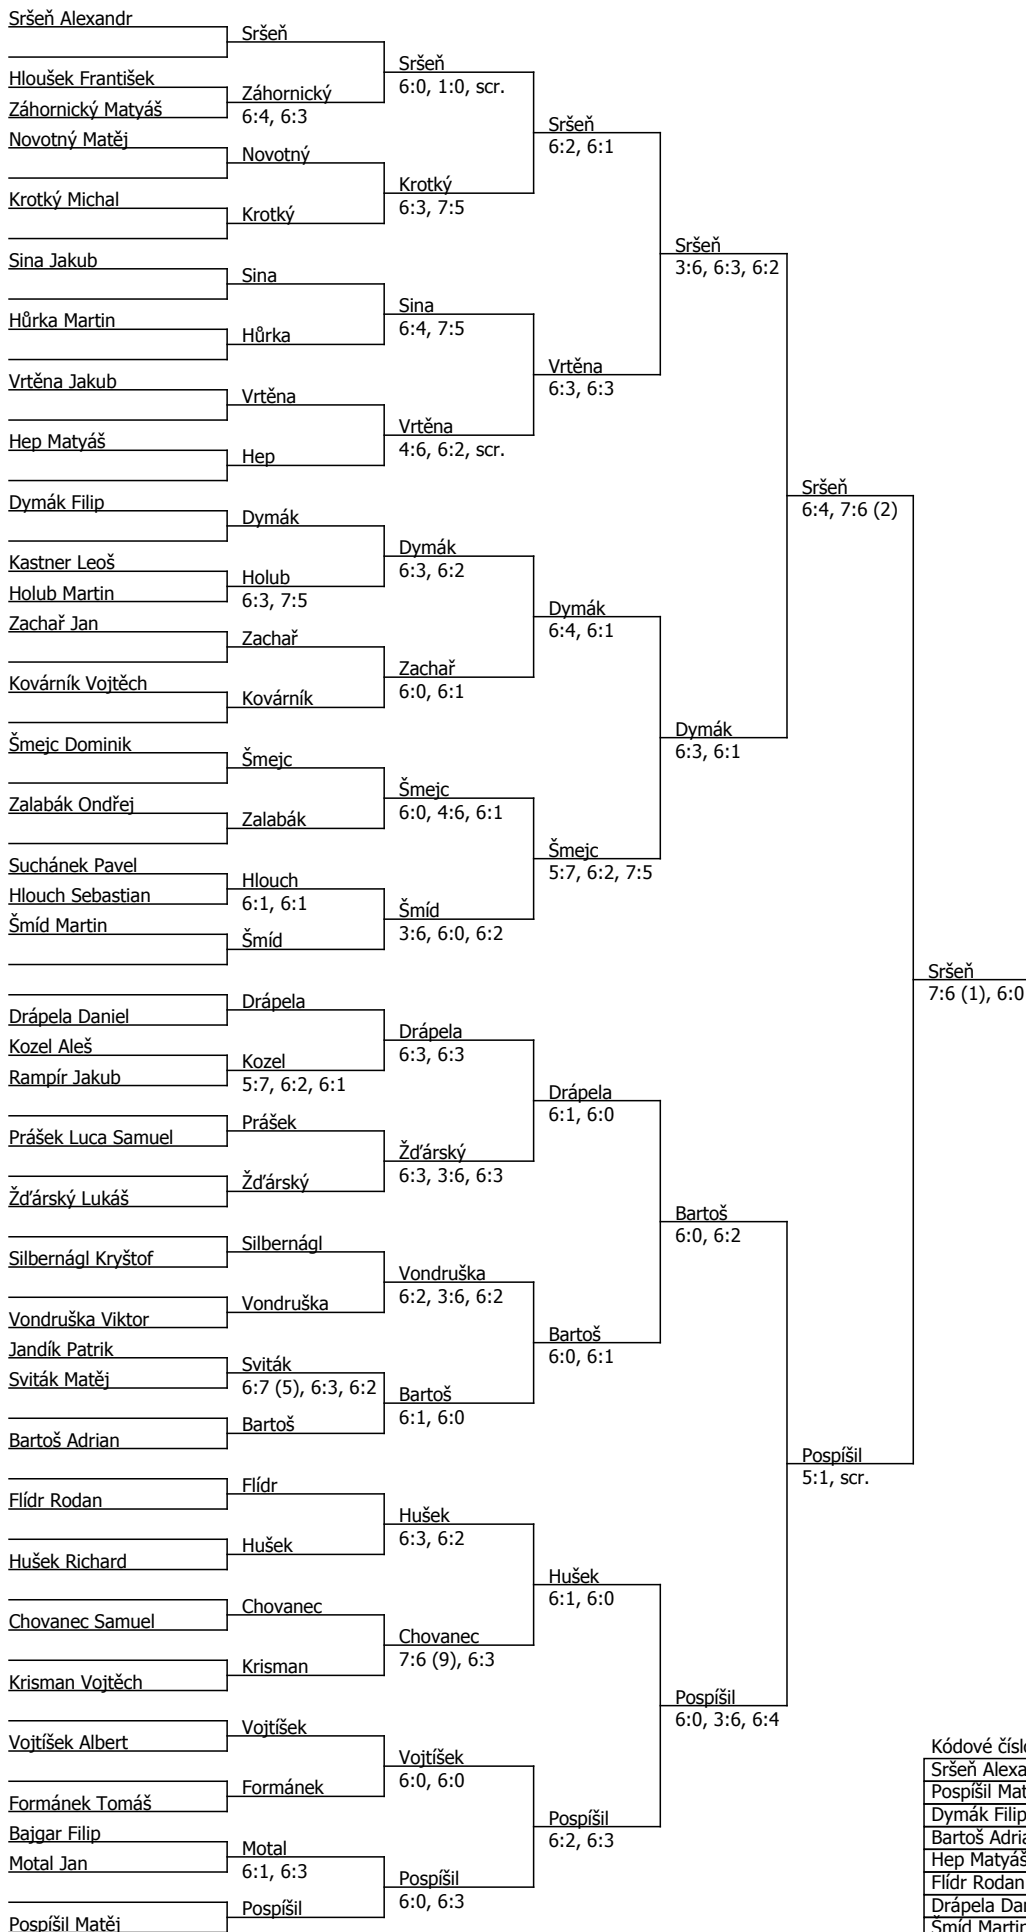 Sršeň Alexandr
Hloušek František
Záhornický Matyáš
Novotný Matěj
Krotký Michal
Sina Jakub
Hůrka Martin
Vrtěna Jakub
Hep Matyáš
Dymák Filip
Kastner Leoš
Holub Martin
Zachař Jan
Kovárník Vojtěch
Šmejc Dominik
Zalabák Ondřej
Suchánek Pavel
Hlouch Sebastian
Šmíd Martin
Drápela Daniel
Kozel Aleš
Rampír Jakub
Prášek Luca Samuel
Žďárský Lukáš
Silbernágl Kryštof
Vondruška Viktor
Jandík Patrik
Sviták Matěj
Bartoš Adrian
Flídr Rodan
Hušek Richard
Chovanec Samuel
Krisman Vojtěch
Vojtíšek Albert
Formánek Tomáš
Bajgar Filip
Motal Jan
Pospíšil Matěj
Sršeň
Záhornický
6:4, 6:3
Novotný
Krotký
Sina
Hůrka
Vrtěna
Hep
Dymák
Holub
6:3, 7:5
Zachař
Kovárník
Šmejc
Zalabák
Hlouch
6:1, 6:1
Šmíd
Drápela
Kozel
5:7, 6:2, 6:1
Prášek
Žďárský
Silbernágl
Vondruška
Sviták
6:7 (5), 6:3, 6:2
Bartoš
Flídr
Hušek
Chovanec
Krisman
Vojtíšek
Formánek
Motal
6:1, 6:3
Pospíšil
Sršeň
6:0, 1:0, scr.
Krotký
6:3, 7:5
Sina
6:4, 7:5
Vrtěna
4:6, 6:2, scr.
Dymák
6:3, 6:2
Zachař
6:0, 6:1
Šmejc
6:0, 4:6, 6:1
Šmíd
3:6, 6:0, 6:2
Drápela
6:3, 6:3
Žďárský
6:3, 3:6, 6:3
Vondruška
6:2, 3:6, 6:2
Bartoš
6:1, 6:0
Hušek
6:3, 6:2
Chovanec
7:6 (9), 6:3
Vojtíšek
6:0, 6:0
Pospíšil
6:0, 6:3
Sršeň
6:2, 6:1
Vrtěna
6:3, 6:3
Dymák
6:4, 6:1
Šmejc
5:7, 6:2, 7:5
Drápela
6:1, 6:0
Bartoš
6:0, 6:1
Hušek
6:1, 6:0
Pospíšil
6:2, 6:3
Sršeň
3:6, 6:3, 6:2
Dymák
6:3, 6:1
Bartoš
6:0, 6:2
Pospíšil
6:0, 3:6, 6:4
Sršeň
6:4, 7:6 (2)
Pospíšil
5:1, scr.
Sršeň
7:6 (1), 6:0
Kódové
Sršeň
Pospíšil
Dymák Filip
Bartoš
Hep Matyáš
Flídr Rodan
Drápela
Šmíd Martin